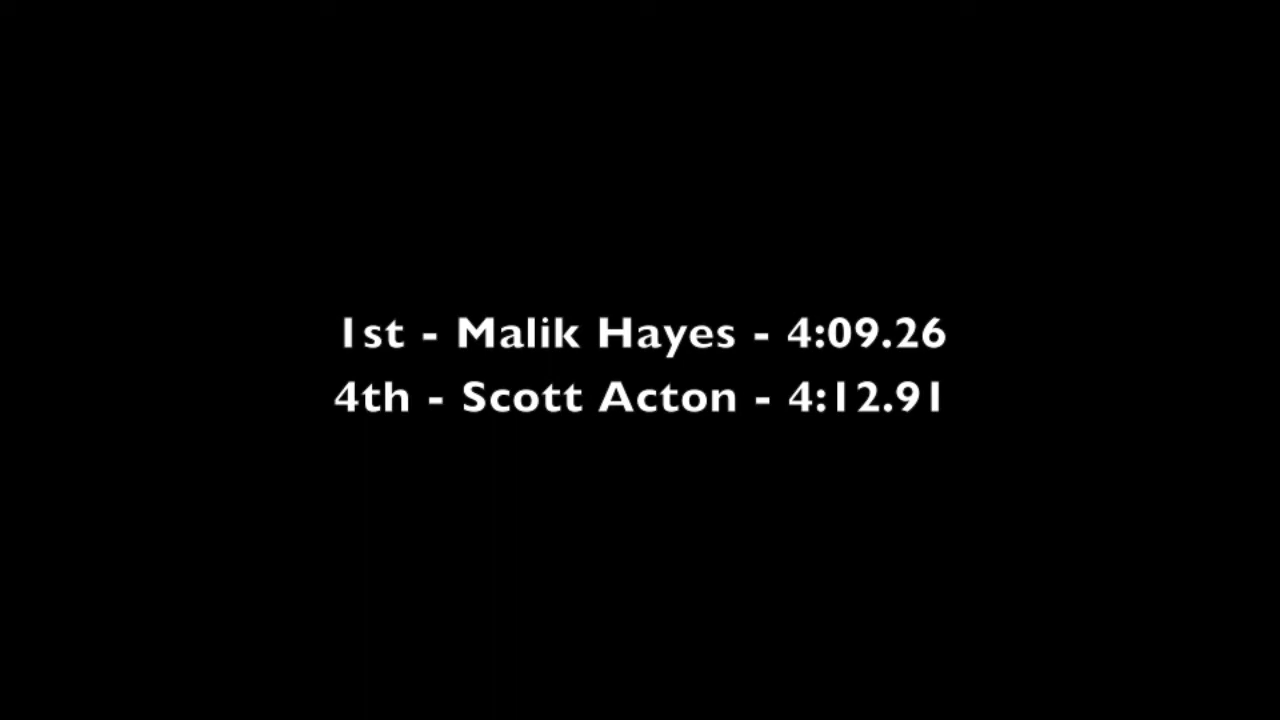 1st - Malik Hayes - 4:09.26
4th - Scott Acton - 4:12.91